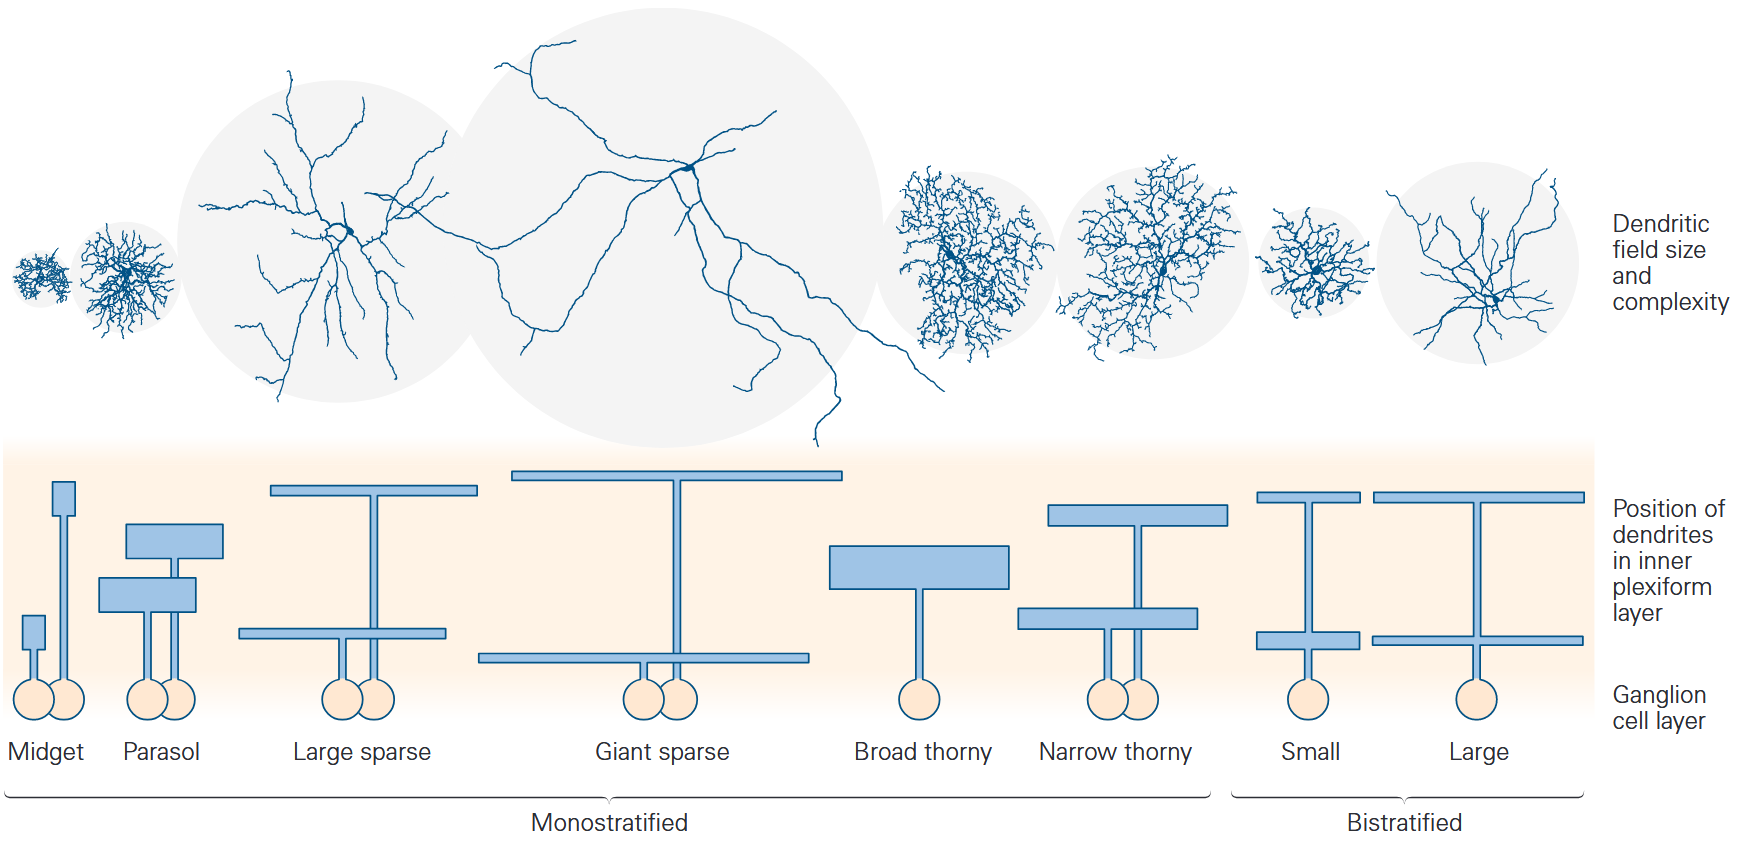 Dendritic
field size
and
complexity
Position of
dendrites
in inner
plexiform
layer
Ganglion
cell layer
Midget
Parasol
Large sparse
Giant sparse
Broad thorny
Narrow thorny
Small
Large
Monostratified
Bistratified